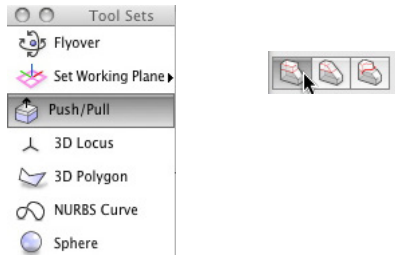 Tool Sets
Flyover
Set Working Plane
Push/Pull
3D Locus
3D Polygon
NURBS Curve
Sphere